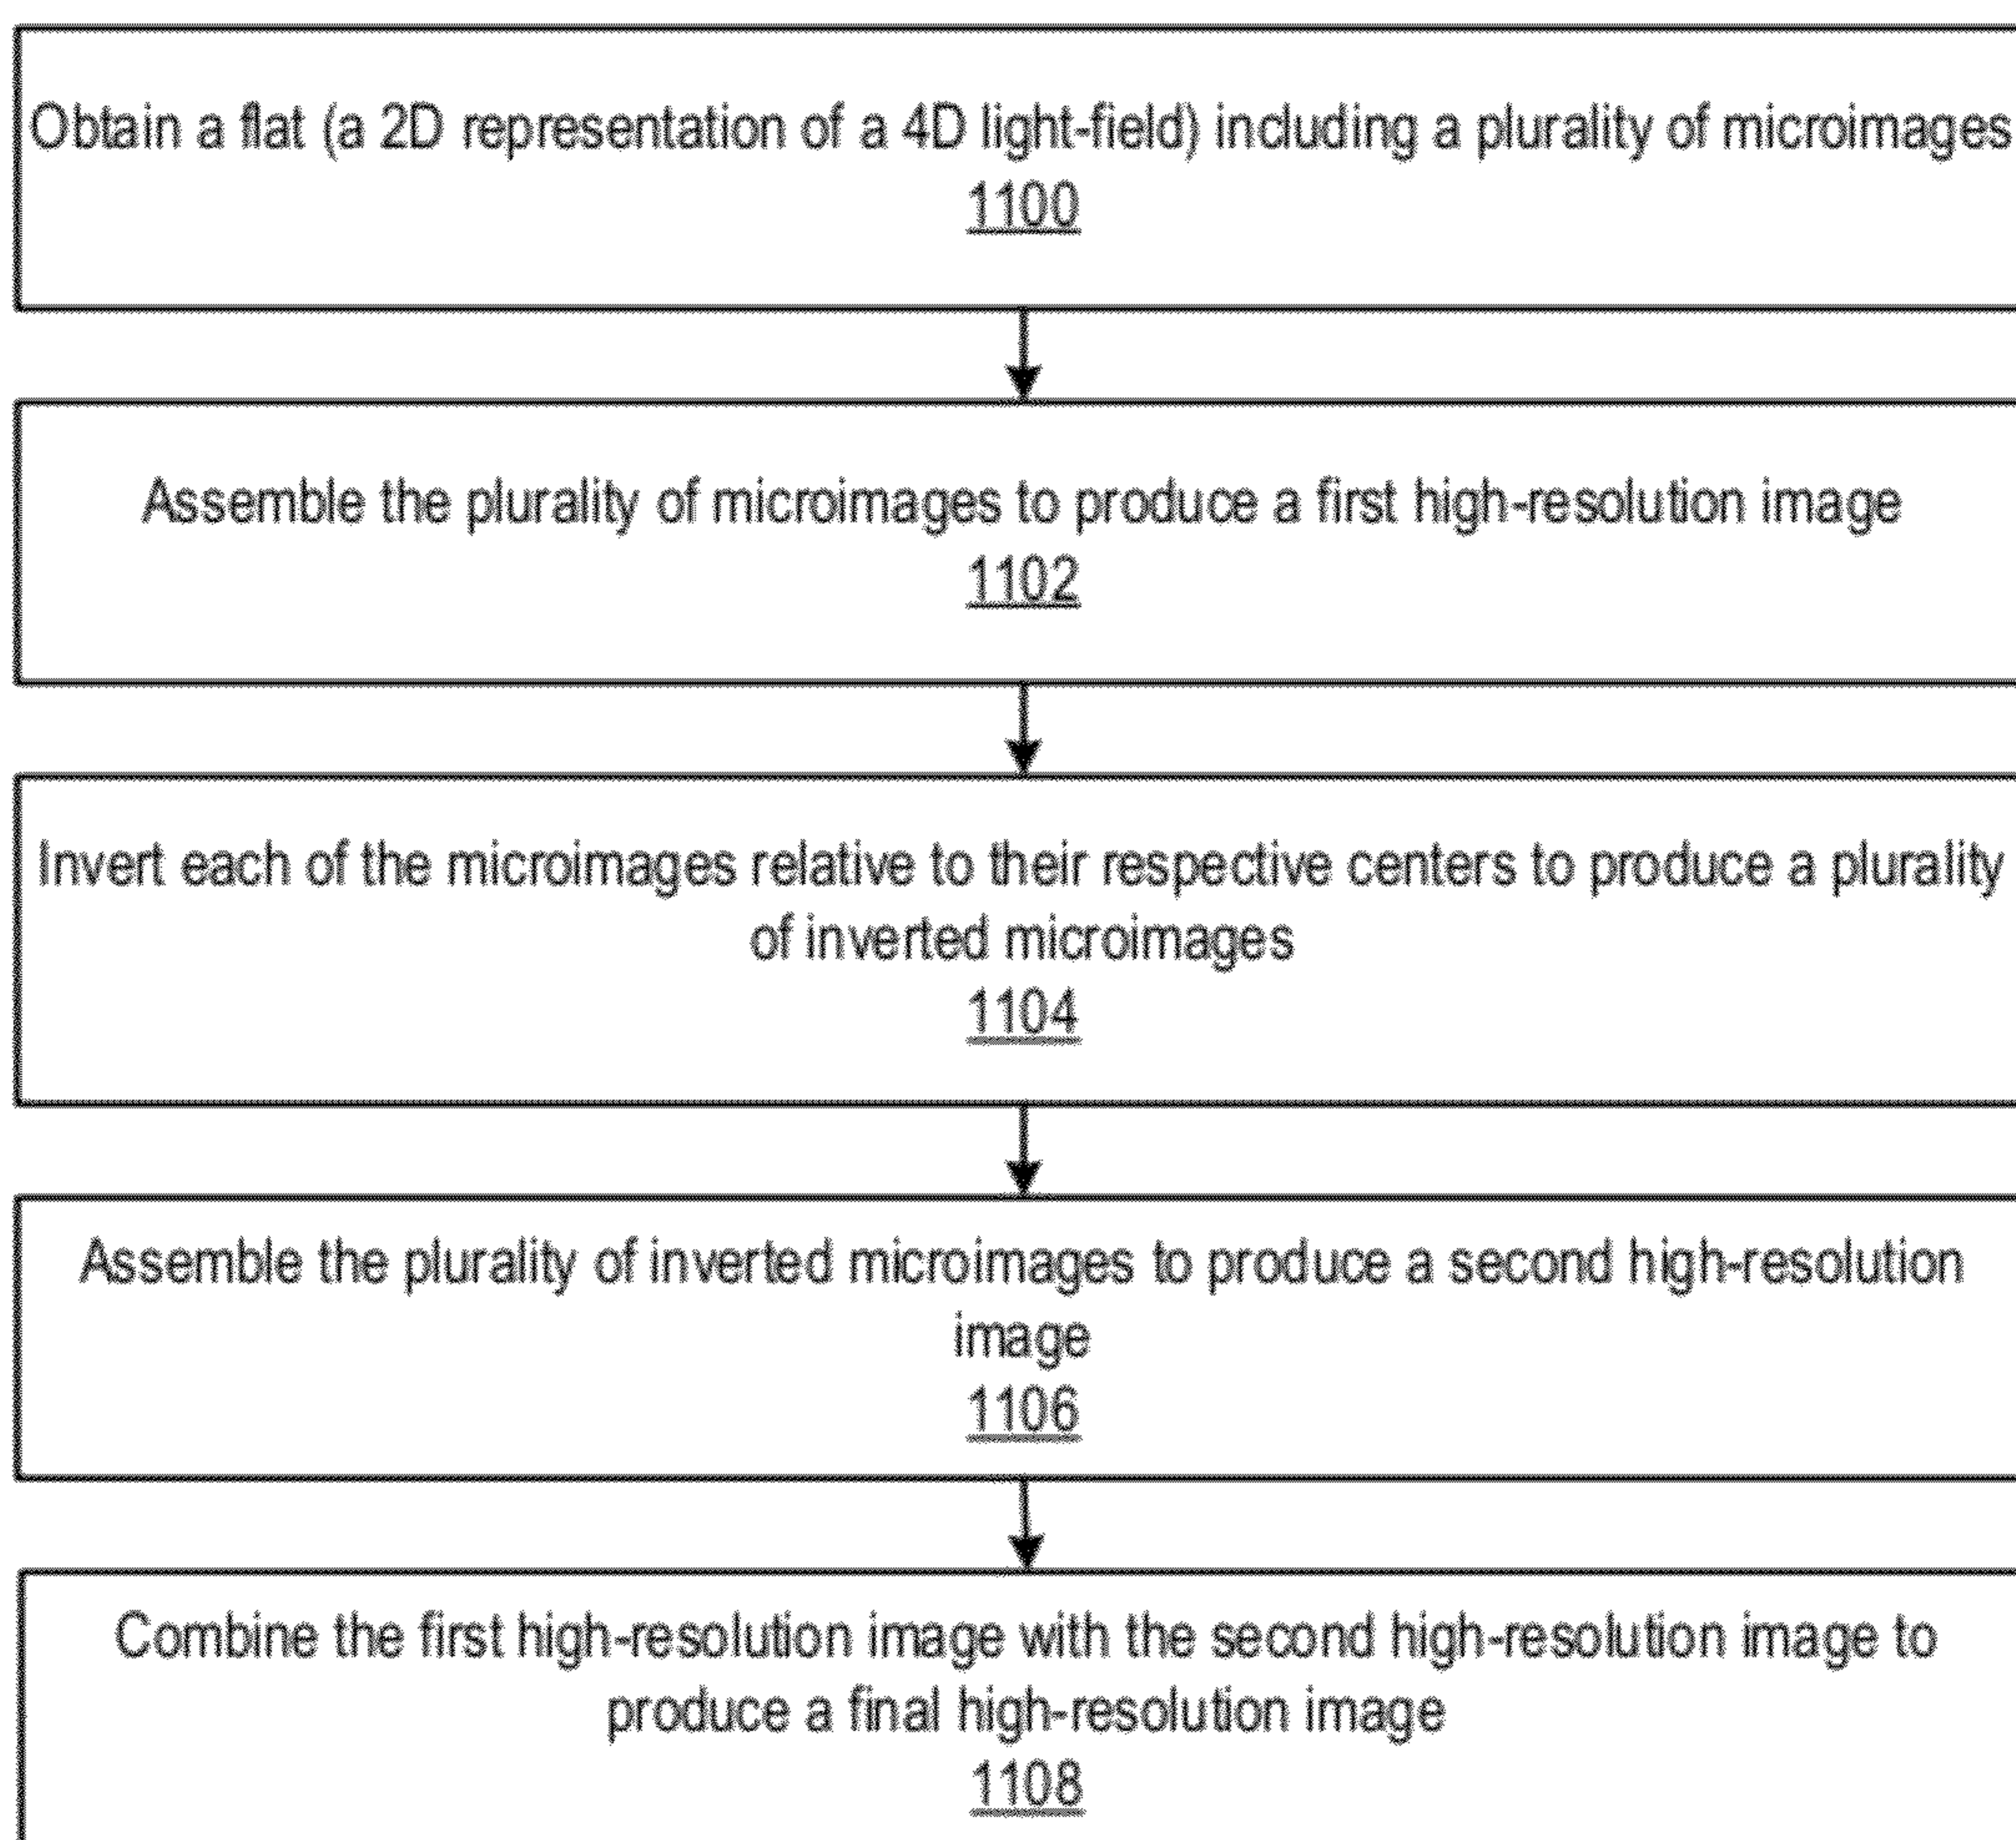 Obtain a flat (a 2D representation of a 4D light-field) including a plurality of microimages
1100
Assemble the plurality of microimages to produce a first high-resolution image
1102
Invert each of the microimages relative to their respective centers to produce a plurality
of inverted microimages
1104
Assemble the plurality of inverted microimages to produce a second high-resolution
image
1106
Combine the first high-resolution image with the second high-resolution image to
produce a final high-resolution image
1108